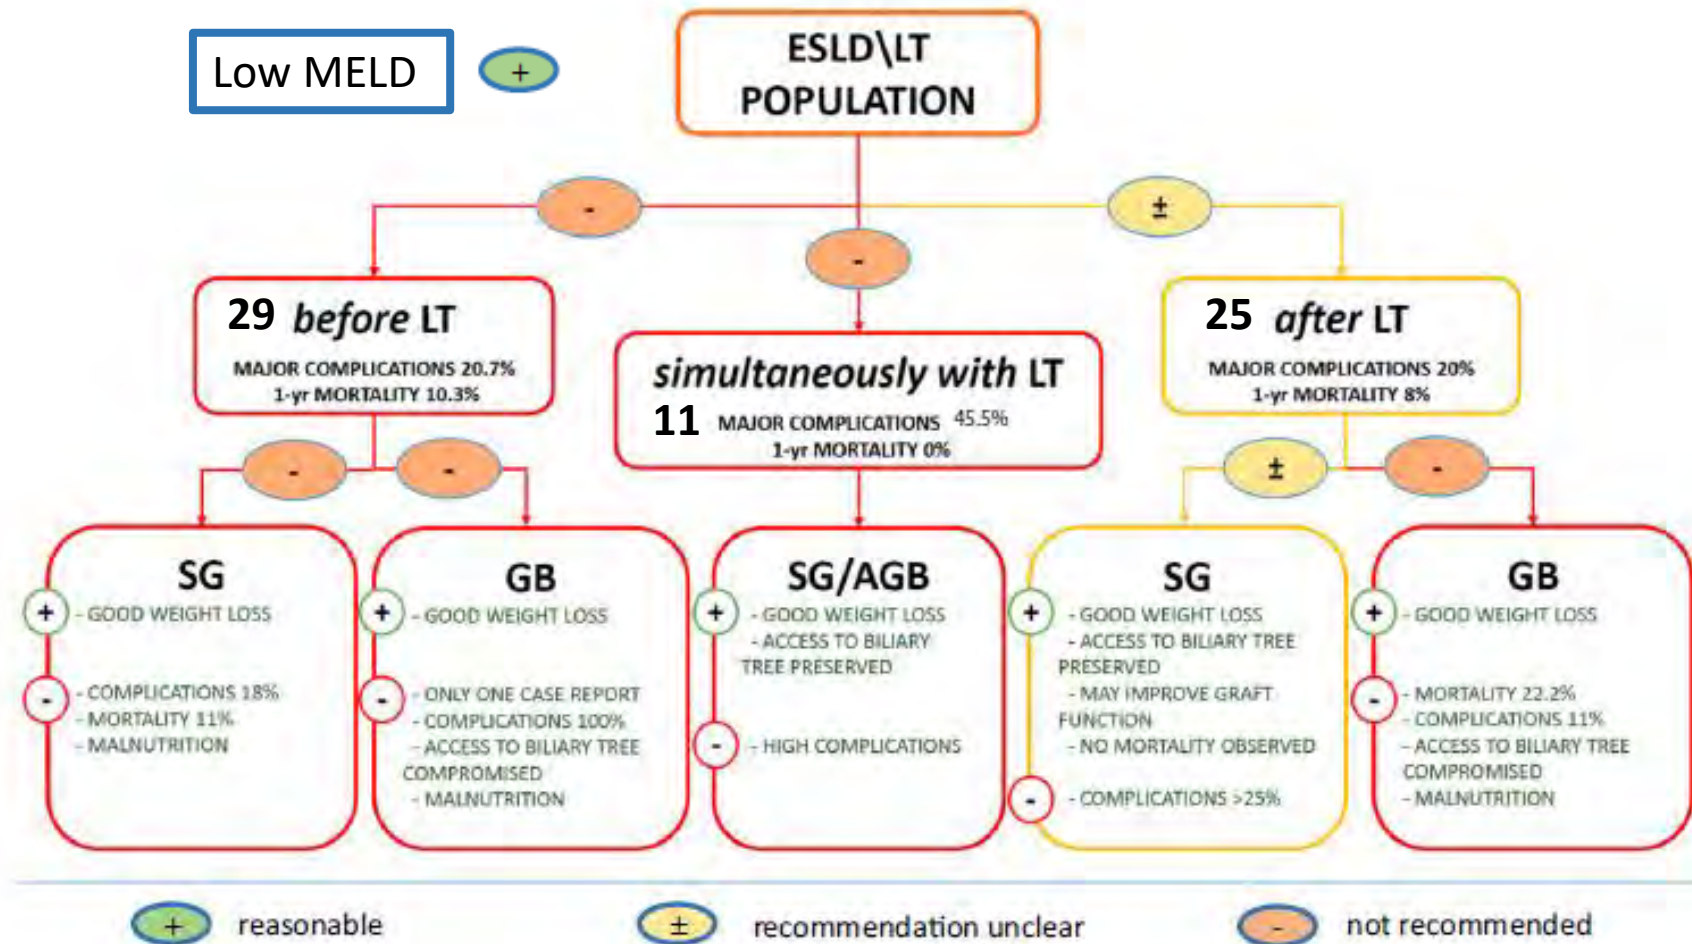 Low MELD
+
ESLD\LT
POPULATION
-
-
±
29 before LT
MAJOR COMPLICATIONS 20.7%
1-yr MORTALITY 10.3%
simultaneously with LT
11 MAJOR COMPLICATIONS 45.5%
1-yr MORTALITY 0%
25 after LT
MAJOR COMPLICATIONS 20%
1-yr MORTALITY 8%
-
-
±
-
SG
+ - GOOD WEIGHT LOSS
- - COMPLICATIONS 18%
- MORTALITY 11%
- MALNUTRITION
GB
+ - GOOD WEIGHT LOSS
- - ONLY ONE CASE REPORT
- COMPLICATIONS 100%
- ACCESS TO BILIARY TREE
COMPROMISED
- MALNUTRITION
SG/AGB
+ - GOOD WEIGHT LOSS
- ACCESS TO BILIARY
TREE PRESERVED
- - HIGH COMPLICATIONS
SG
+ - GOOD WEIGHT LOSS
- ACCESS TO BILIARY TREE
PRESERVED
- MAY IMPROVE GRAFT
FUNCTION
- NO MORTALITY OBSERVED
- - COMPLICATIONS >25%
GB
+ - GOOD WEIGHT LOSS
- - MORTALITY 22.2%
- COMPLICATIONS 11%
- ACCESS TO BILIARY TREE
COMPROMISED
- MALNUTRITION
+ reasonable
± recommendation unclear
- not recommended